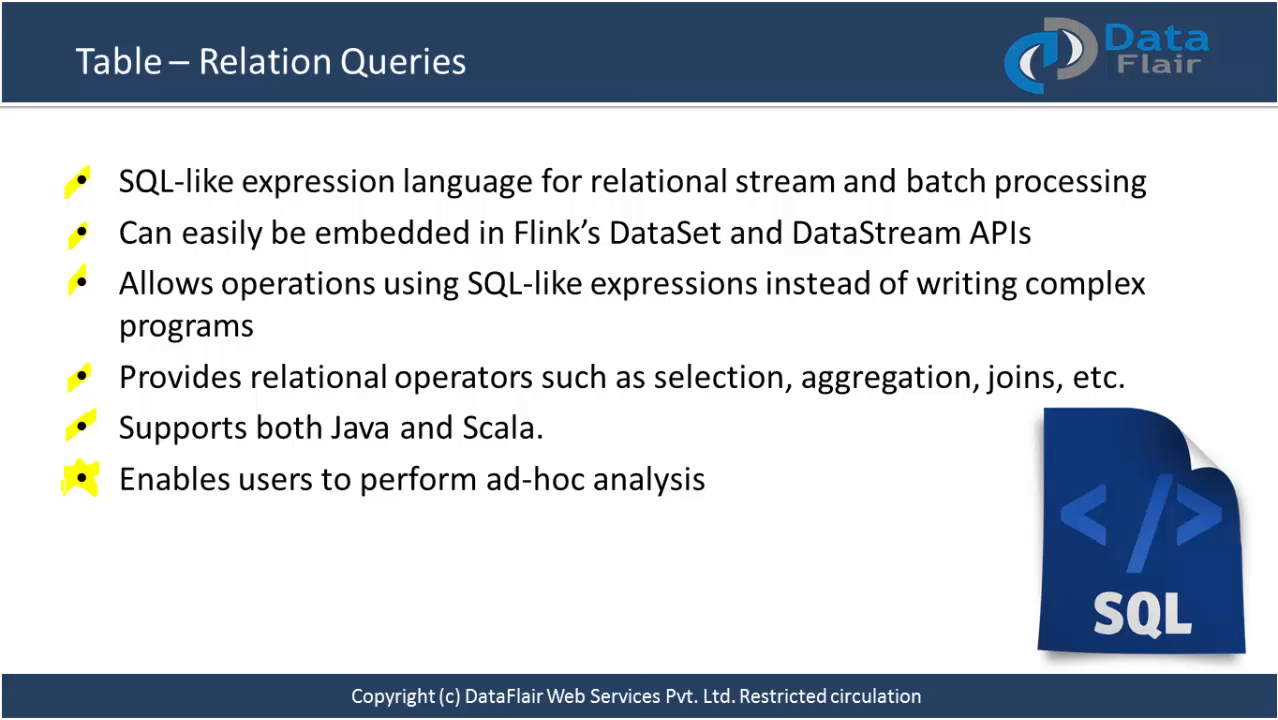 Table – Relation Queries
Data
Flair
• SQL-like expression language for relational stream and batch processing
• Can easily be embedded in Flink’s DataSet and DataStream APIs
• Allows operations using SQL-like expressions instead of writing complex
programs
• Provides relational operators such as selection, aggregation, joins, etc.
• Supports both Java and Scala.
• Enables users to perform ad-hoc analysis
</>
SQL
Copyright (c) DataFlair Web Services Pvt. Ltd. Restricted circulation